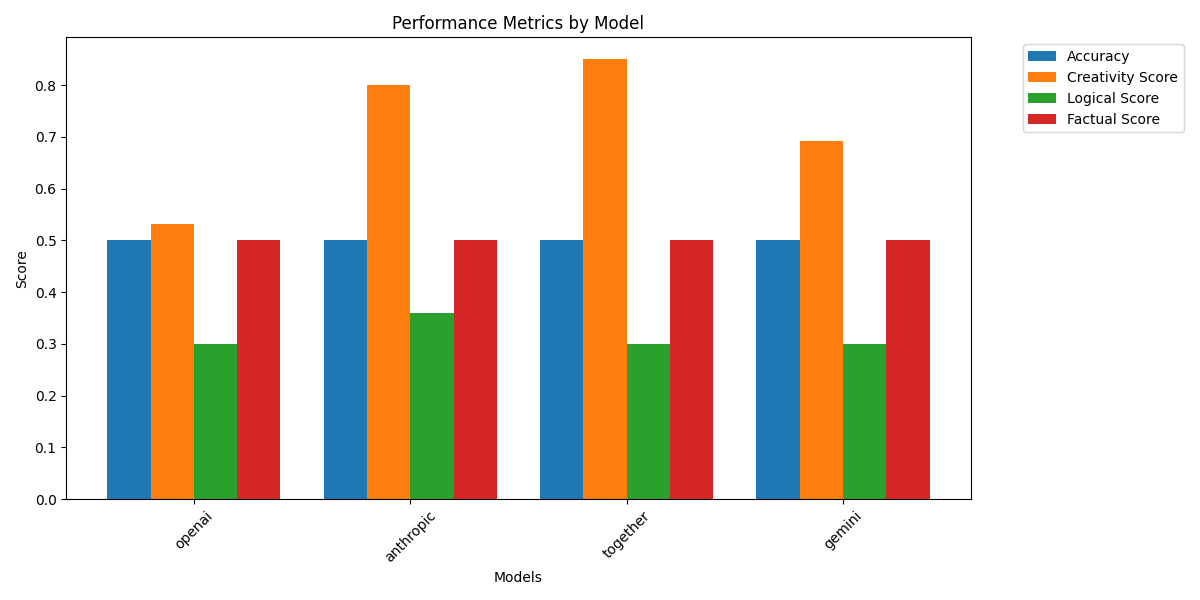 Performance Metrics by Model
Accuracy
Creativity Score
Logical Score
Factual Score
Score
0.8
0.7
0.6
0.5
0.4
0.3
0.2
0.1
0.0
openai
anthropic
together
gemini
Models